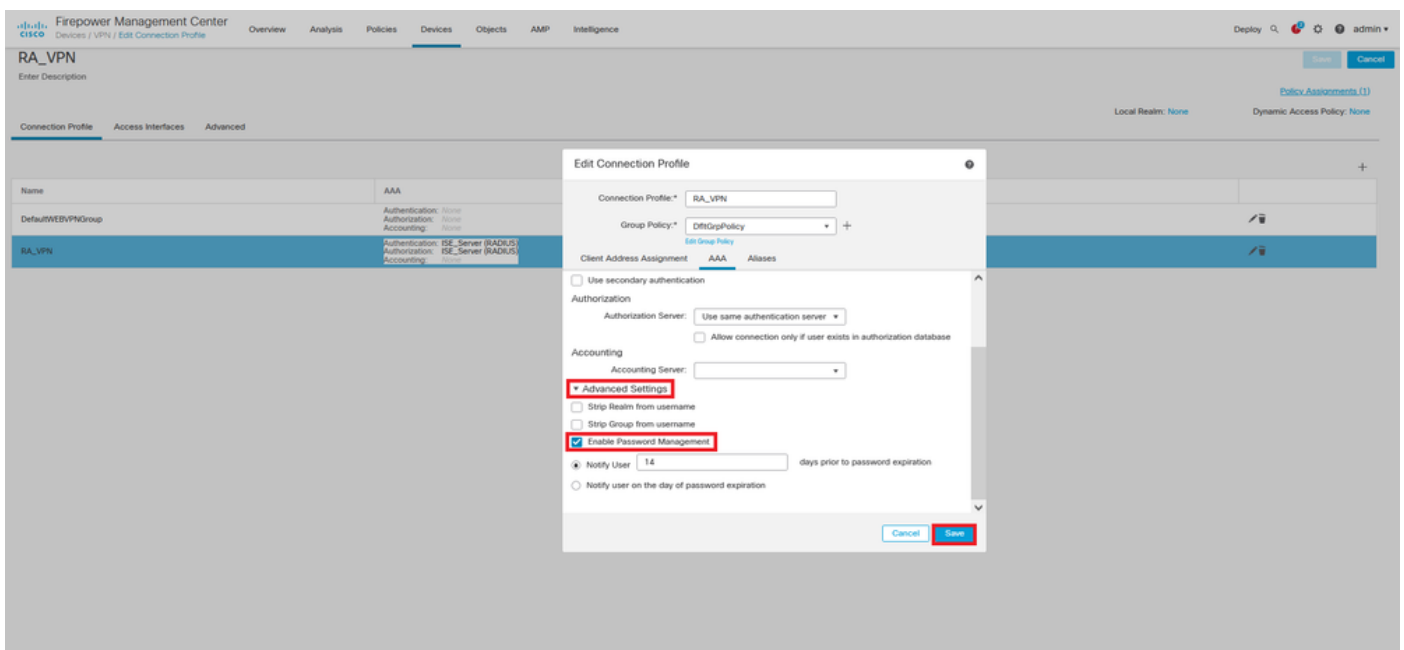 cisco
Firepower Management Center
Devices / VPN / Edit Connection Profile
Overview Analysis Policies Devices Objects AMP Intelligence
Deploy admin
RA_VPN
Save Cancel
Enter Description
Policy Assignments (1)
Local Realm: None Dynamic Access Policy: None
Connection Profile Access Interfaces Advanced
Name AAA
DefaultWEBVPNGroup
Authentication: None
Authorization: None
Accounting: None
RA_VPN
Authentication: ISE_Server (RADIUS)
Authorization: ISE_Server (RADIUS)
Accounting: None
Edit Connection Profile
Connection Profile:* RA_VPN
Group Policy:* DfltGrpPolicy
Edit Group Policy
Client Address Assignment AAA Aliases
Use secondary authentication
Authorization
Authorization Server: Use same authentication server
Allow connection only if user exists in authorization database
Accounting
Accounting Server:
Advanced Settings
Strip Realm from username
Strip Group from username
Enable Password Management
Notify User 14 days prior to password expiration
Notify user on the day of password expiration
Cancel Save